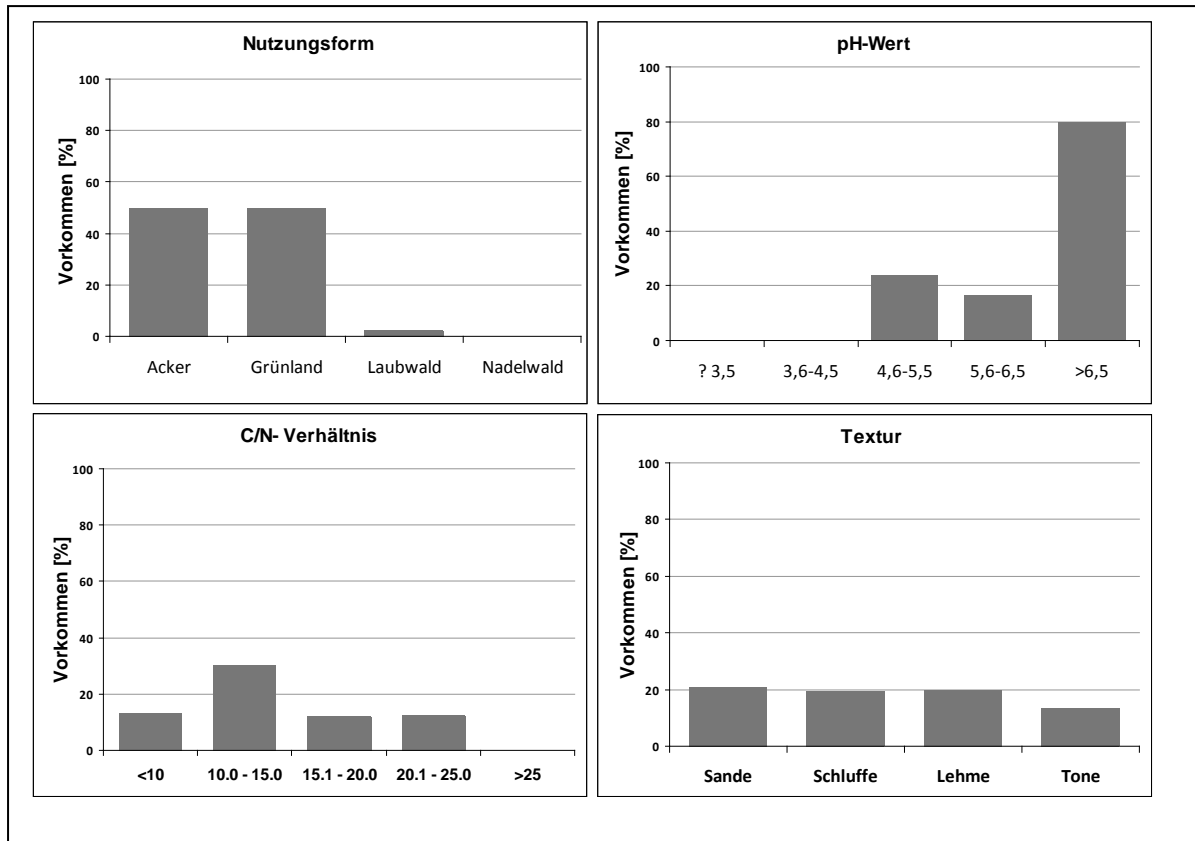 Nutzungsform
Vorkommen [%]
100
80
60
40
20
0
Acker Grünland Laubwald Nadelwald
pH-Wert
Vorkommen [%]
100
80
60
40
20
0
? 3,5 3,6-4,5 4,6-5,5 5,6-6,5 >6,5
C/N- Verhältnis
Vorkommen [%]
100
80
60
40
20
0
<10 10.0 - 15.0 15.1 - 20.0 20.1 - 25.0 >25
Textur
Vorkommen [%]
100
80
60
40
20
0
Sande Schluffe Lehme Tone